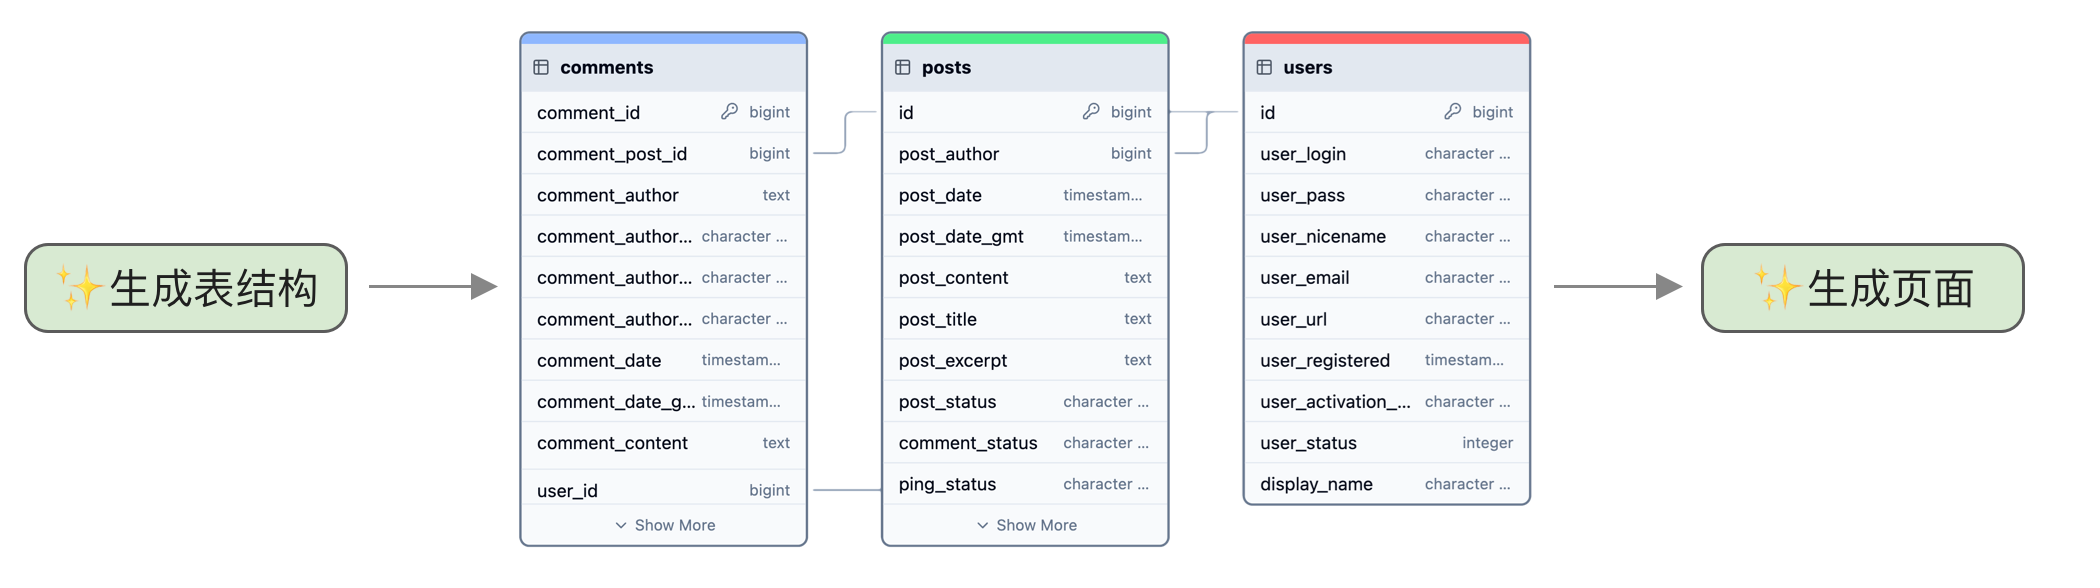 ✨生成表结构
comments
comment_id bigint
comment_post_id bigint
comment_author text
comment_author... character ...
comment_author... character ...
comment_author... character ...
comment_date timestam...
comment_date_g... timestam...
comment_content text
user_id bigint
Show More
posts
id bigint
post_author bigint
post_date timestam...
post_date_gmt timestam...
post_content text
post_title text
post_excerpt text
post_status character ...
comment_status character ...
ping_status character ...
Show More
users
id bigint
user_login character ...
user_pass character ...
user_nicename character ...
user_email character ...
user_url character ...
user_registered timestam...
user_activation_... character ...
user_status integer
display_name character ...
✨生成页面